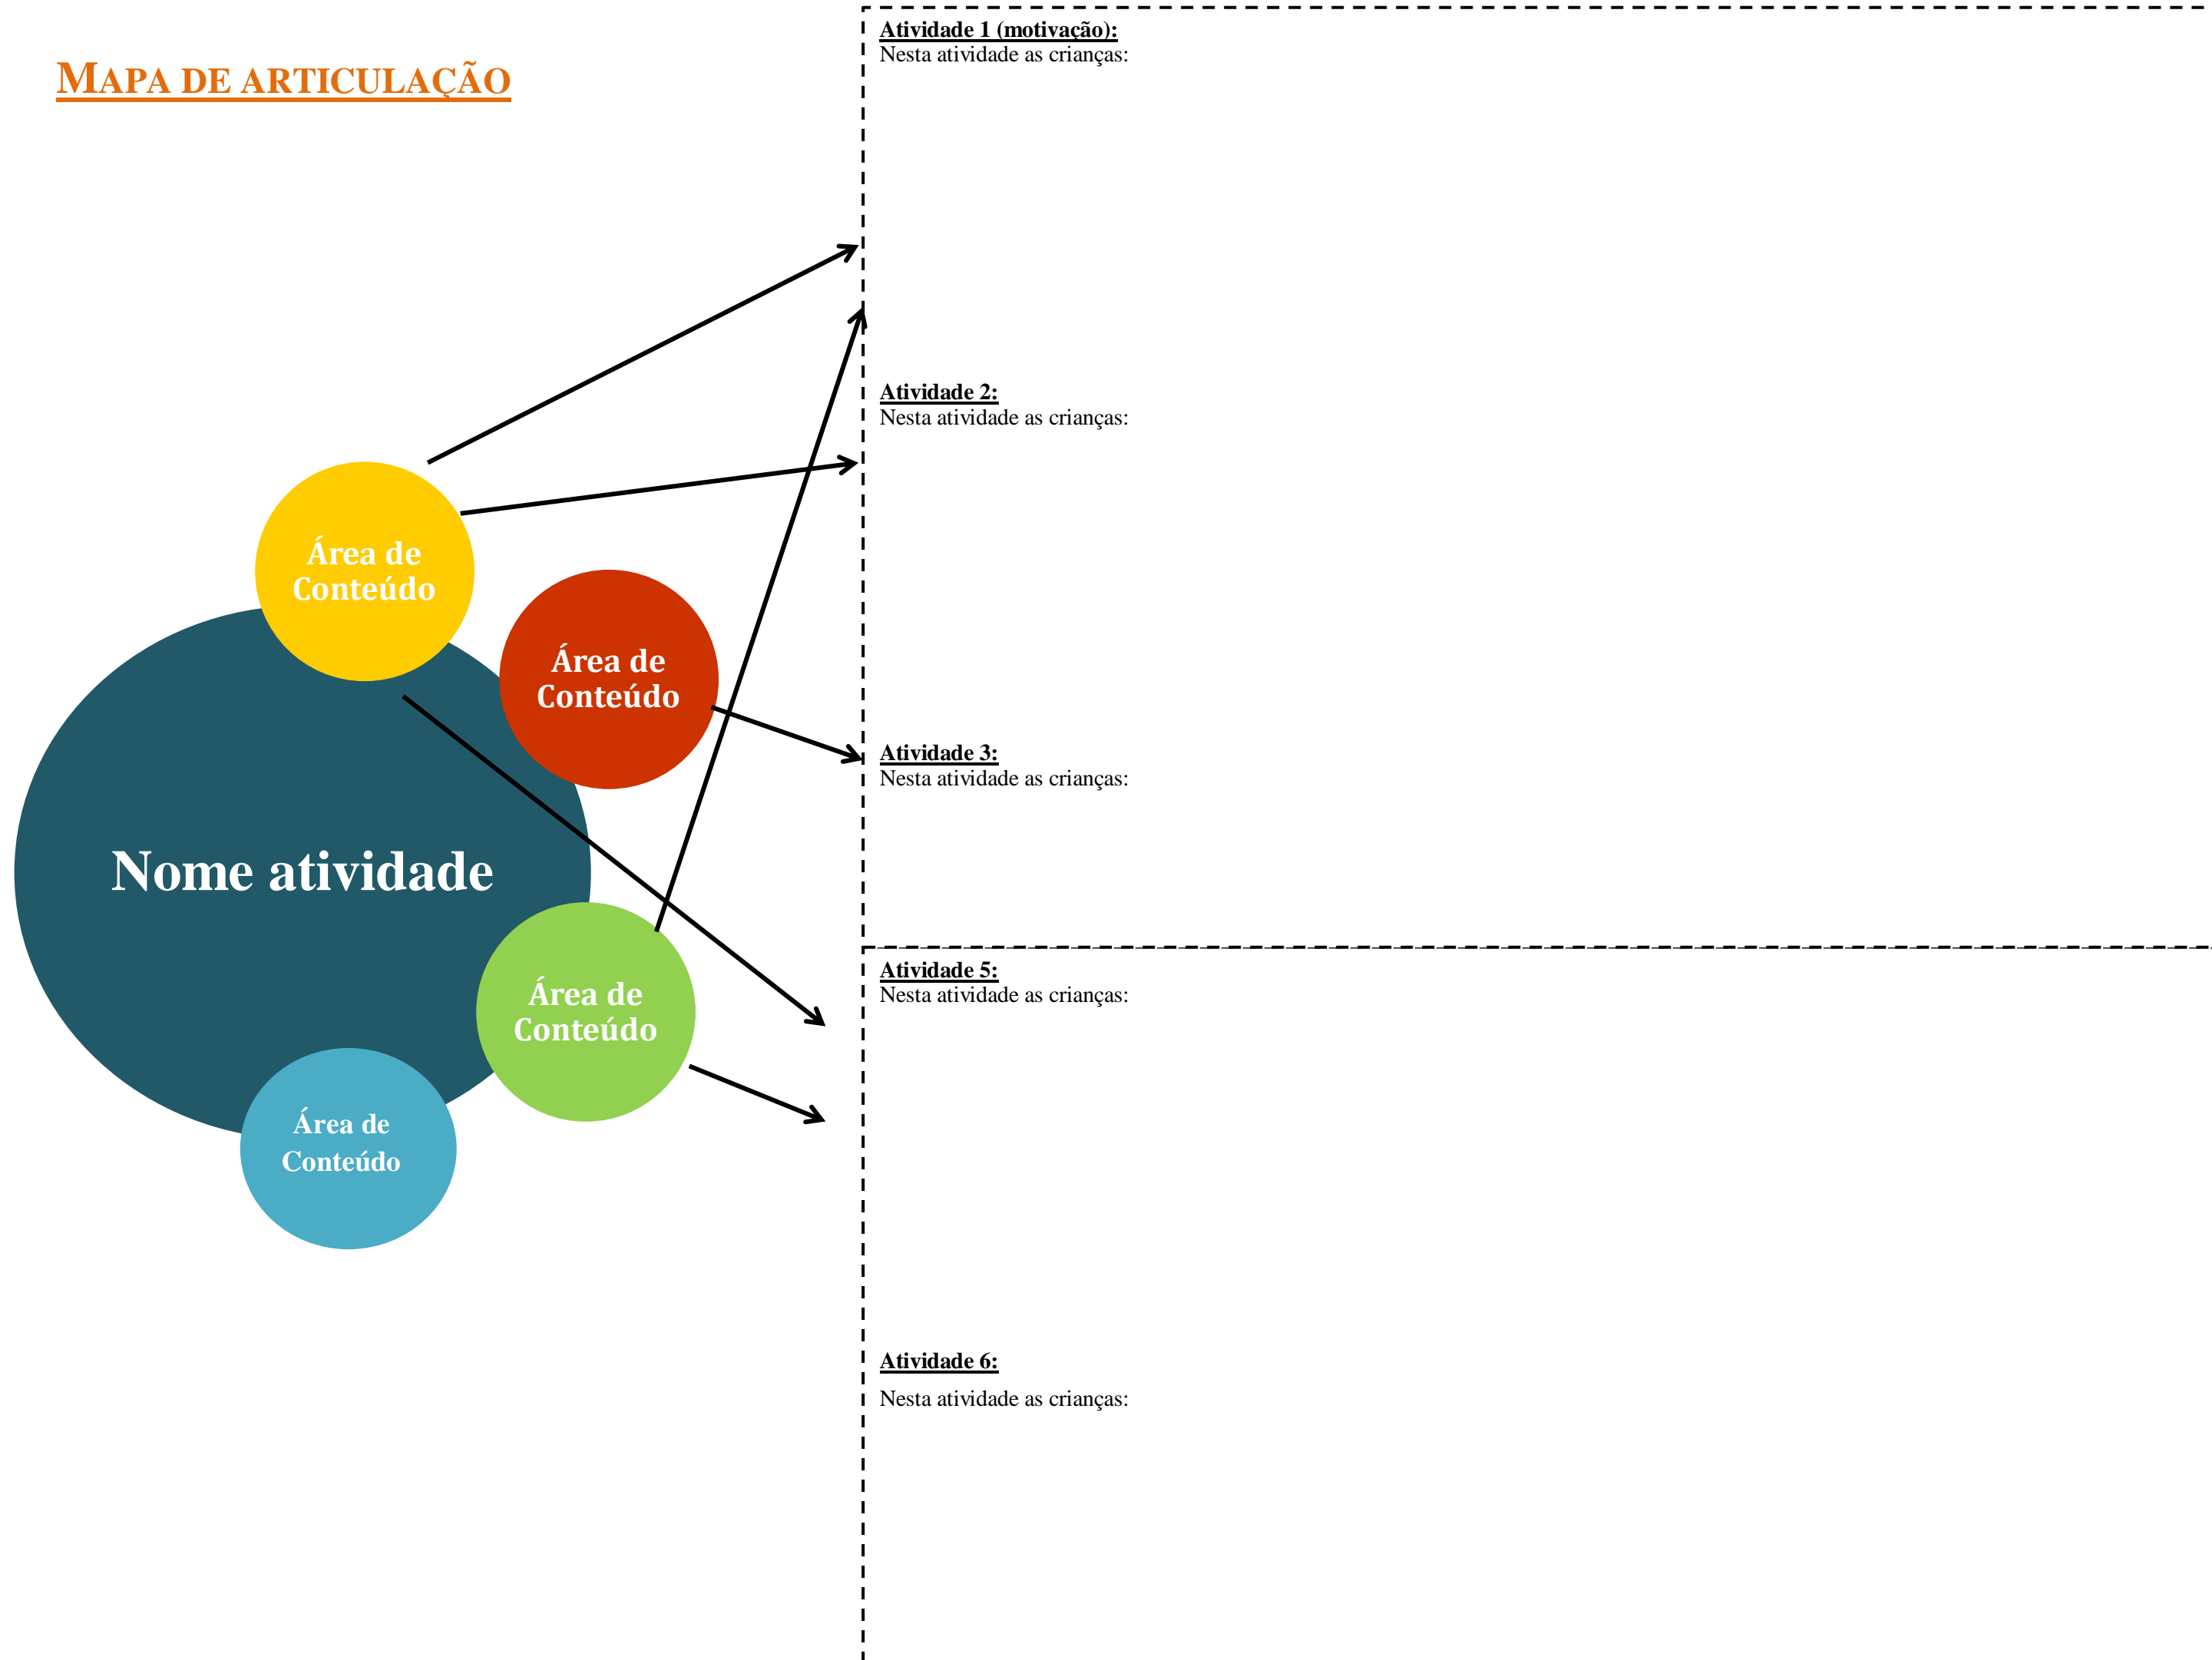 MAPA DE ARTICULAÇÃO
Área de
Conteúdo
Área de
Conteúdo
Nome atividade
Área de
Conteúdo
Área de
Conteúdo
Atividade 1 (motivação):
Nesta atividade as crianças:
Atividade 2:
Nesta atividade as crianças:
Atividade 3:
Nesta atividade as crianças:
Atividade 5:
Nesta atividade as crianças:
Atividade 6:
Nesta atividade as crianças: